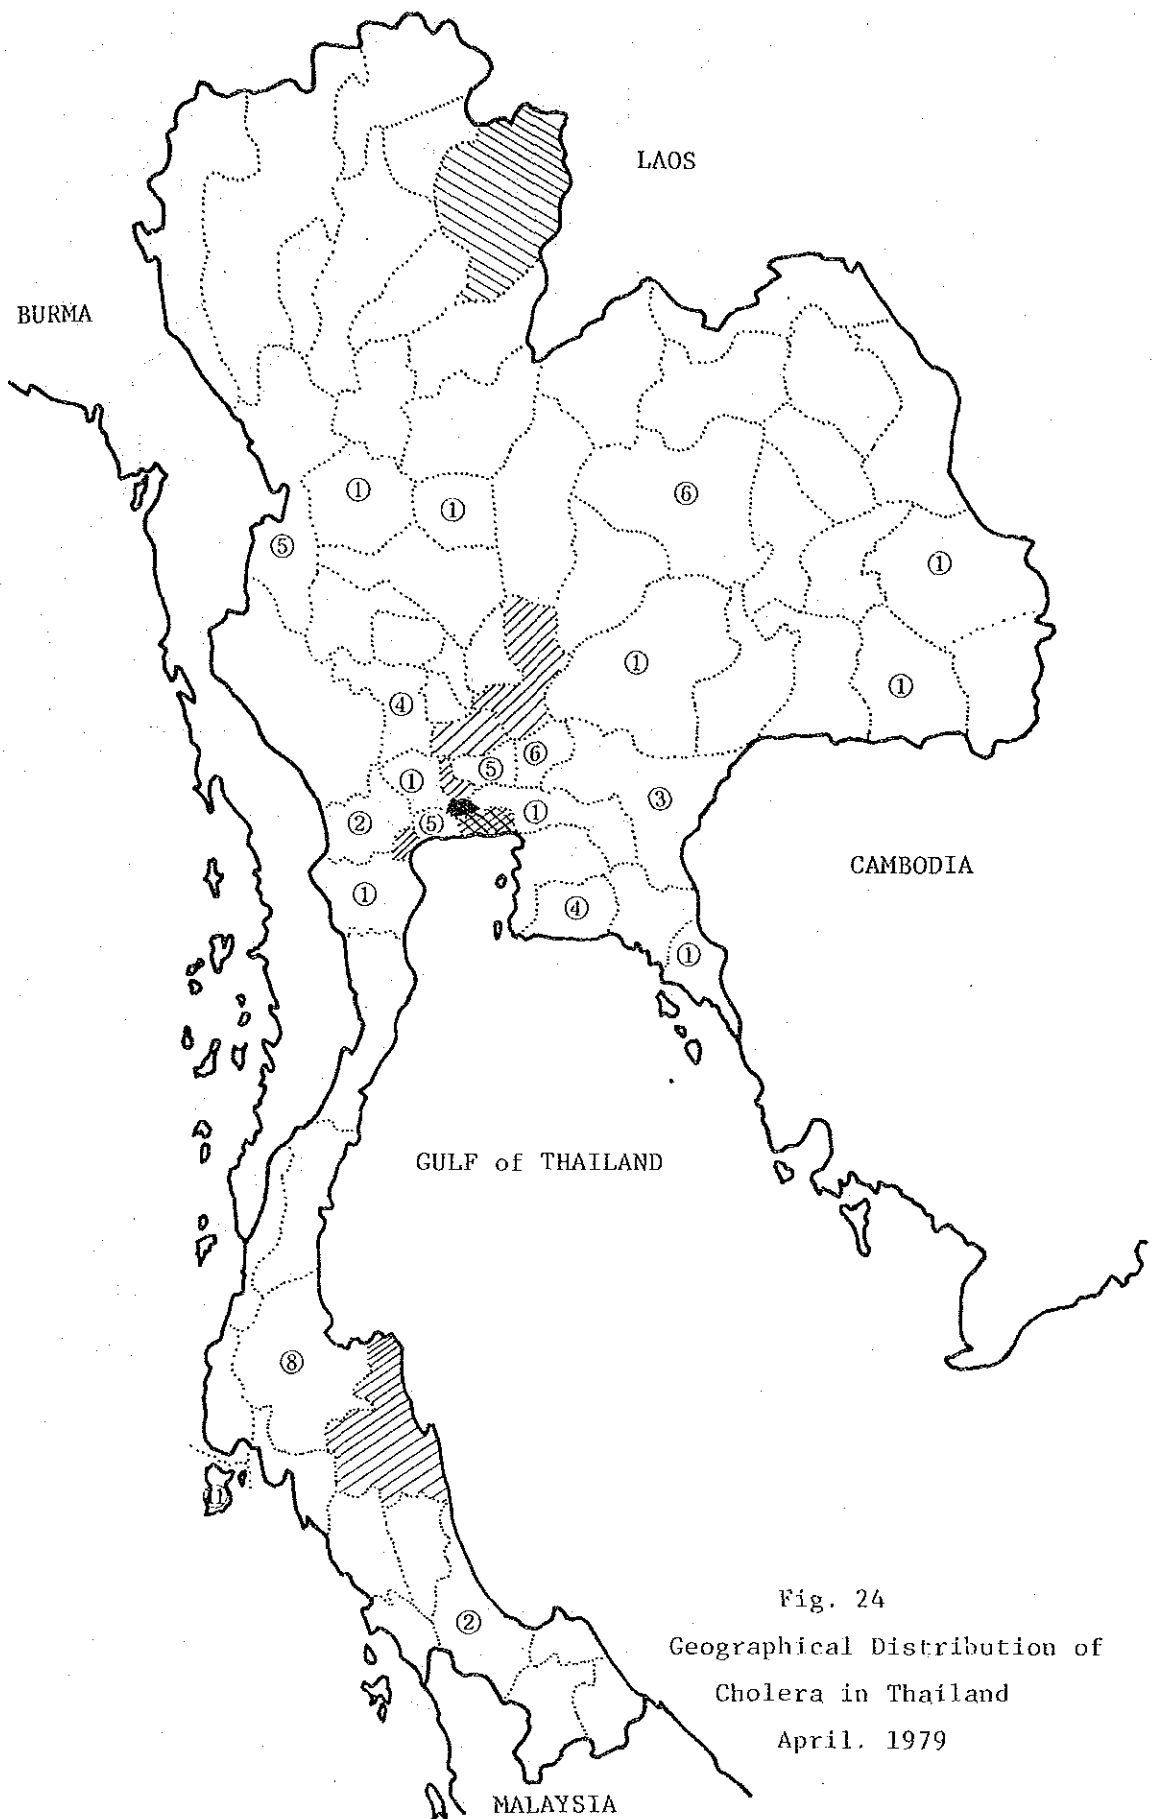 LAOS
BURMA
①
①
⑥
⑤
①
①
①
④
⑥
⑤
①
③
①
②
⑤
CAMBODIA
①
④
①
GULF of THAILAND
⑧
11
②
Fig. 24
Geographical Distribution of
Cholera in Thailand
April. 1979
MALAYSIA